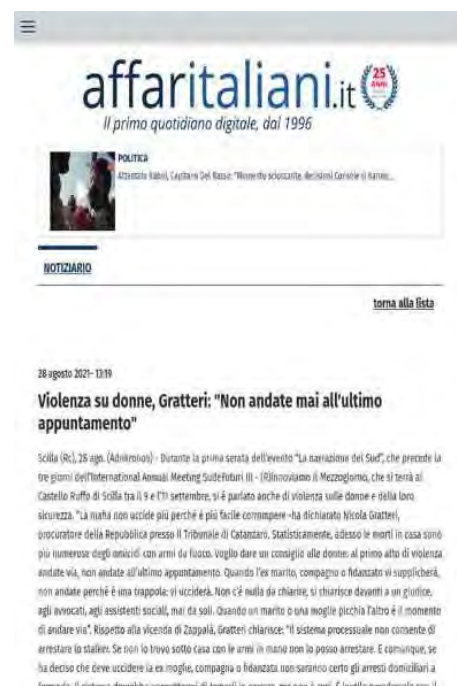 affaritaliani.it
25
Il primo quotidiano digitale, dal 1996
POLITICA
Attentato Kabul, Capitano Del Basso: "Momento scioccante, decisioni Console ci hanno...
NOTIZIARIO
torna alla lista
28 agosto 2021- 13:19
Violenza su donne, Gratteri: "Non andate mai all'ultimo
appuntamento"
Scilla (Rc), 28 ago. (Adnkronos) - Durante la prima serata dell'evento "La narrazione del Sud", che precede la
tre giorni dell'International Annual Meeting SudeFuturi III - (R)innoviamo il Mezzogiorno, che si terrà al
Castello Ruffo di Scilla tra il 9 e l'11 settembre, si è parlato anche di violenza sulle donne e della loro
sicurezza. "La mafia non uccide più perché è più facile corrompere -ha dichiarato Nicola Gratteri,
procuratore della Repubblica presso il Tribunale di Catanzaro. Statisticamente, adesso le morti in casa sono
più numerose degli omicidi con armi da fuoco. Voglio dare un consiglio alle donne: al primo atto di violenza
andate via, non andate all'ultimo appuntamento. Quando l'ex marito, compagno o fidanzato vi supplicherà,
non andate perché è una trappola: vi ucciderà. Non c'è nulla da chiarire, si chiarisce davanti a un giudice,
agli avvocati, agli assistenti sociali, mai da soli. Quando un marito o una moglie picchia l'altro è il momento
di andare via". Rispetto alla vicenda di Zappalà, Gratteri chiarisce: "Il sistema processuale non consente di
arrestare lo stalker. Se non lo trovo sotto casa con le armi in mano non lo posso arrestare. E comunque, se
ha deciso che deve uccidere la ex moglie, compagna o fidanzata non saranno certo gli arresti domiciliari a